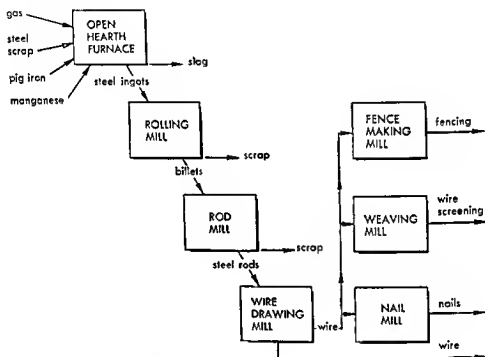 gas
OPEN
HEARTH
FURNACE
steel
scrap
pig iron
manganese
slag
steel ingots
ROLLING
MILL
scrap
billets
ROD
MILL
scrap
steel rods
WIRE
DRAWING
MILL
wire
FENCE
MAKING
MILL
fencing
WEAVING
MILL
wire
screening
NAIL
MILL
nails
wire